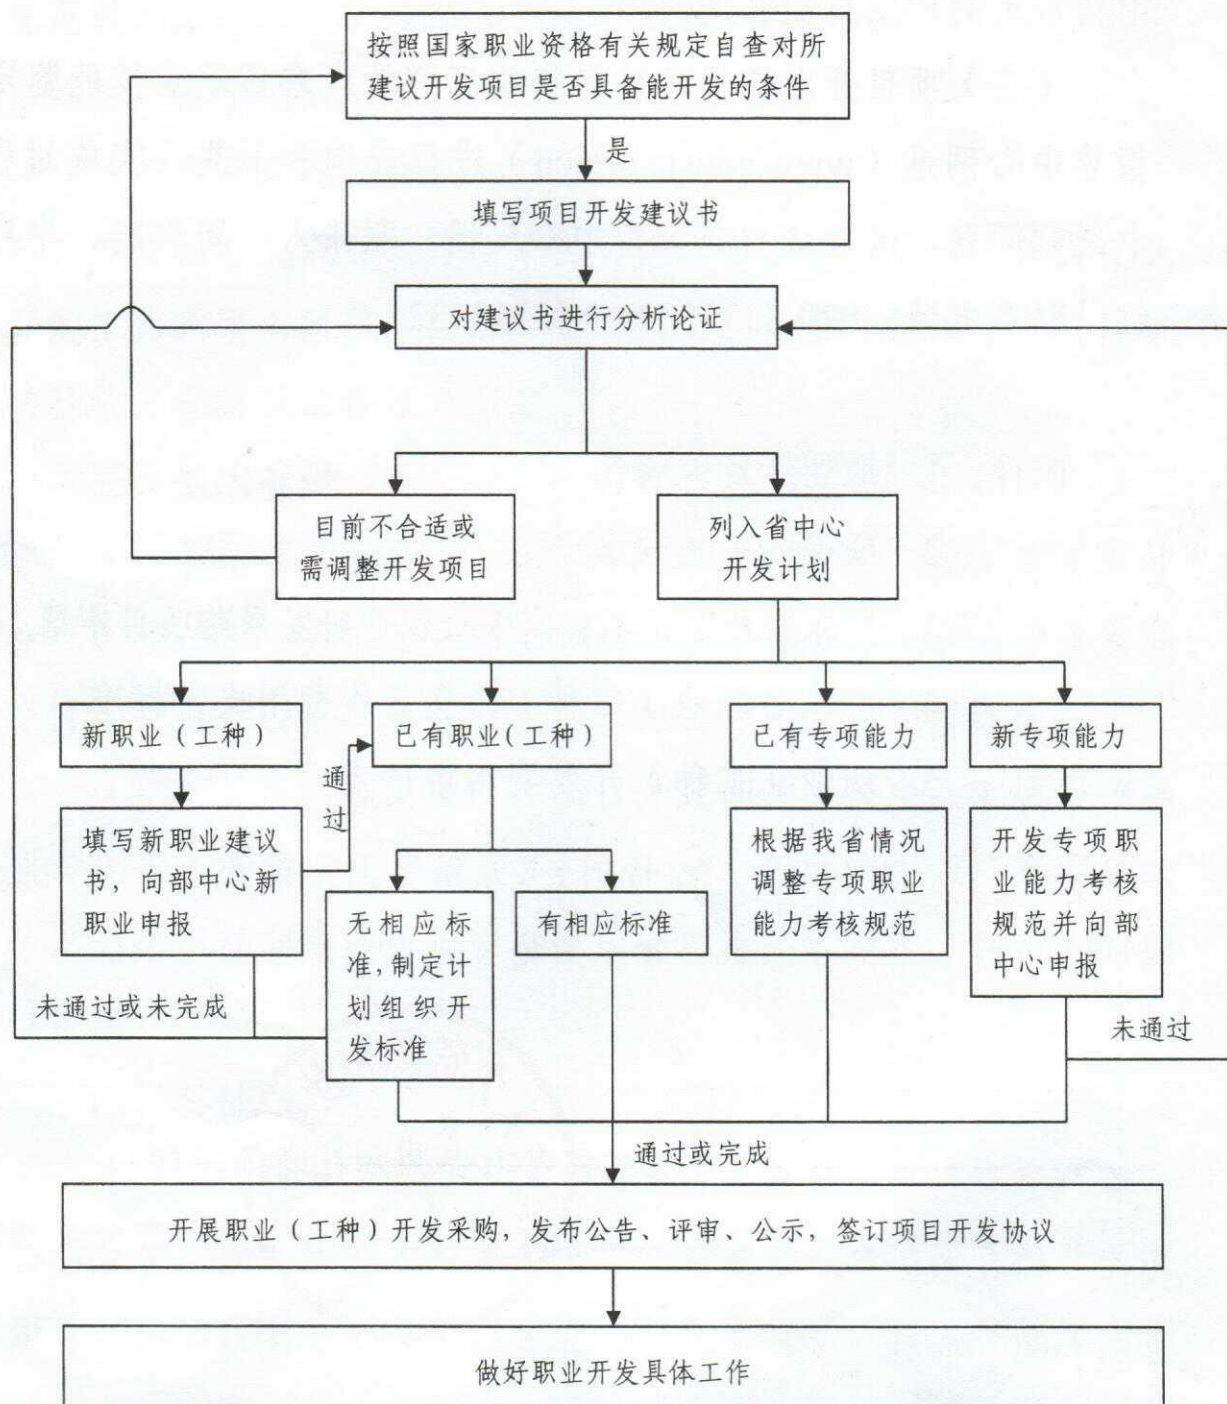 按照国家职业资格有关规定自查对所
建议开发项目是否具备能开发的条件
是
填写项目开发建议书
对建议书进行分析论证
目前不合适或
需调整开发项目
列入省中心
开发计划
新职业（工种）
已有职业（工种）
已有专项能力
新专项能力
通
过
填写新职业建议
书，向部中心新
职业申报
无相应标
准，制定计
划组织开
发标准
有相应标准
根据我省情况
调整专项职业
能力考核规范
开发专项职
业能力考核
规范并向部
中心申报
未通过或未完成
未通过
通过或完成
开展职业（工种）开发采购，发布公告、评审、公示，签订项目开发协议
做好职业开发具体工作